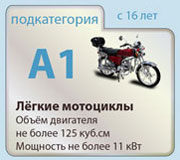 подкатегория
с 16 лет
A1
Лёгкие мотоциклы
Объём двигателя
не более 125 куб.см
Мощность не более 11 кВт